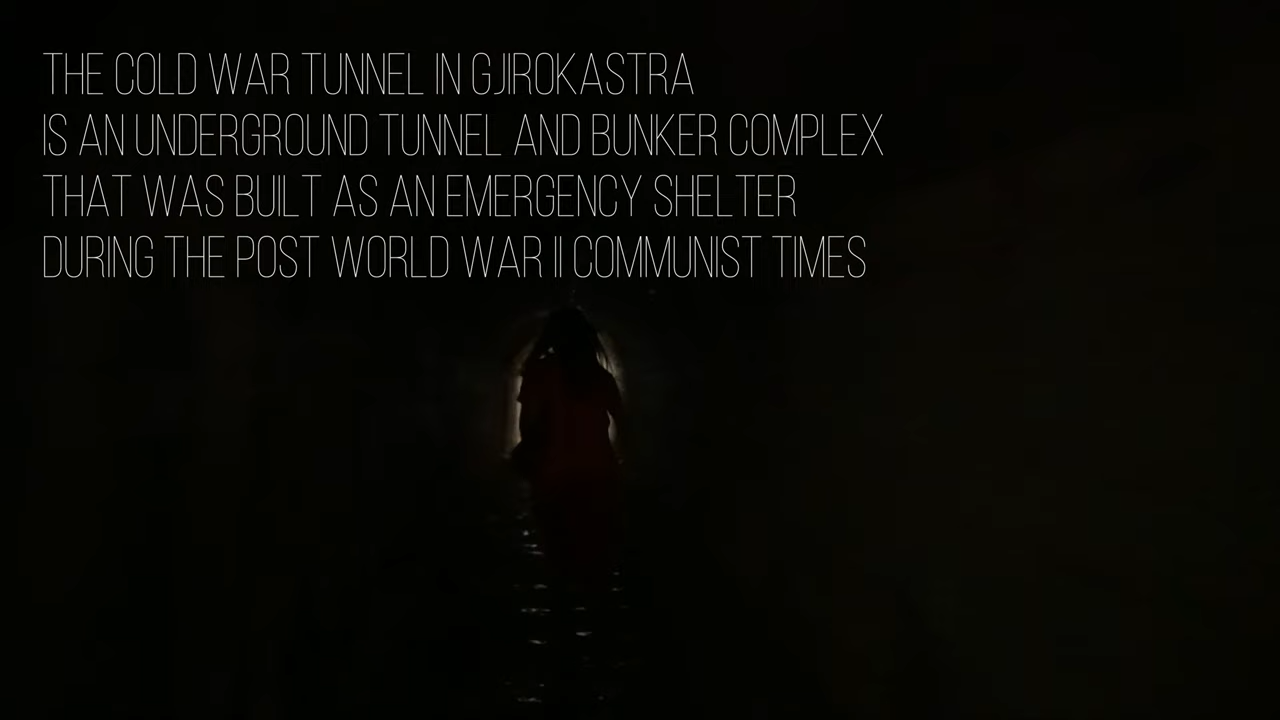 THE COLD WAR TUNNEL IN GJIROKASTRA
IS AN UNDERGROUND TUNNEL AND BUNKER COMPLEX
THAT WAS BUILT AS AN EMERGENCY SHELTER
DURING THE POST WORLD WAR II COMMUNIST TIMES